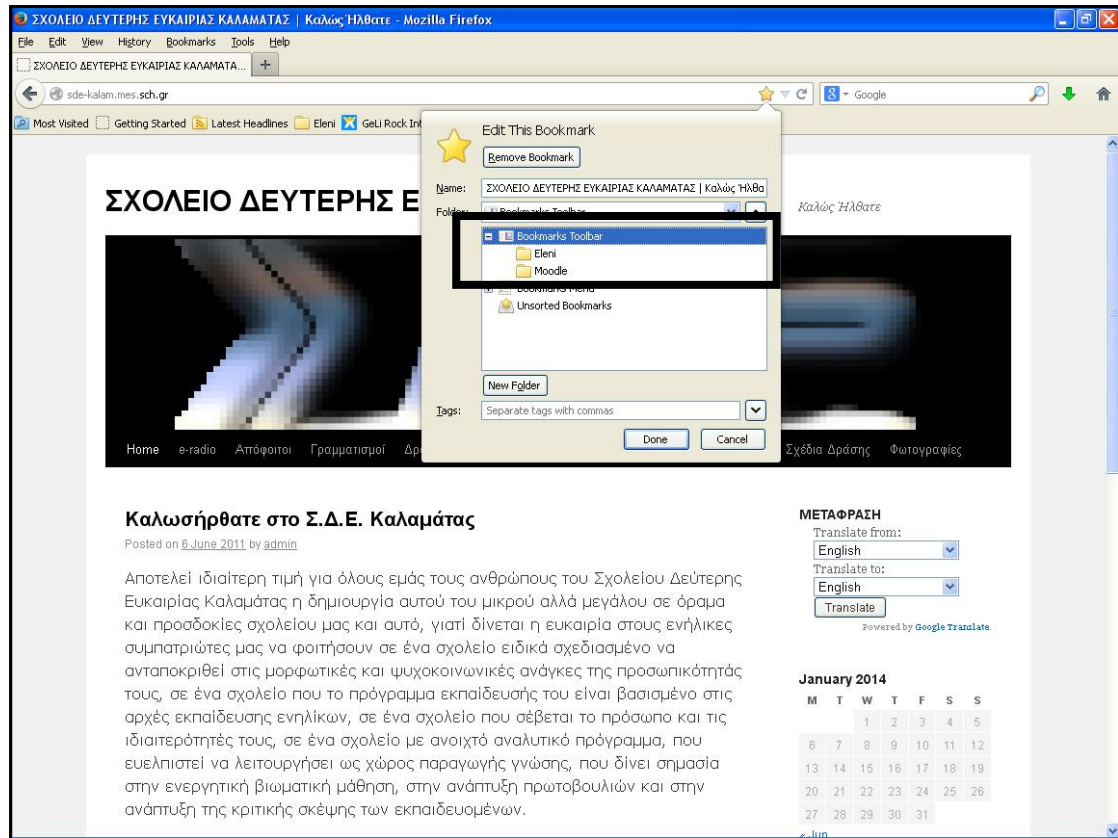 ΣΧΟΛΕΙΟ ΔΕΥΤΕΡΗΣ ΕΥΚΑΙΡΙΑΣ ΚΑΛΑΜΑΤΑΣ | Καλώς Ήλθατε - Mozilla Firefox
File Edit View History Bookmarks Tools Help
ΣΧΟΛΕΙΟ ΔΕΥΤΕΡΗΣ ΕΥΚΑΙΡΙΑΣ ΚΑΛΑΜΑΤΑ... +
sde-kalam.mes.sch.gr Google
Most Visited Getting Started Latest Headlines Eleni GeLi Rock Int
Edit This Bookmark
Remove Bookmark
Name: ΣΧΟΛΕΙΟ ΔΕΥΤΕΡΗΣ ΕΥΚΑΙΡΙΑΣ ΚΑΛΑΜΑΤΑΣ | Καλώς Ήλθα
Folder: Bookmarks Toolbar
Bookmarks Toolbar
Eleni
Moodle
Bookmarks Menu
Unsorted Bookmarks
New Folder
Tags: Separate tags with commas
Done Cancel
ΣΧΟΛΕΙΟ ΔΕΥΤΕΡΗΣ Ε
Καλώς Ήλθατε
Home e-radio Απόφοιτοι Γραμματισμοί Δρ Σχέδια Δράσης Φωτογραφίες
Καλωσήρθατε στο Σ.Δ.Ε. Καλαμάτας
Posted on 6 June 2011 by admin
Αποτελεί ιδιαίτερη τιμή για όλους εμάς τους ανθρώπους του Σχολείου Δεύτερης
Ευκαιρίας Καλαμάτας η δημιουργία αυτού του μικρού αλλά μεγάλου σε όραμα
και προσδοκίες σχολείου μας και αυτό, γιατί δίνεται η ευκαιρία στους ενήλικες
συμπατριώτες μας να φοιτήσουν σε ένα σχολείο ειδικά σχεδιασμένο να
ανταποκριθεί στις μορφωτικές και ψυχοκοινωνικές ανάγκες της προσωπικότητάς
τους, σε ένα σχολείο που το πρόγραμμα εκπαίδευσής του είναι βασισμένο στις
αρχές εκπαίδευσης ενηλίκων, σε ένα σχολείο που σέβεται το πρόσωπο και τις
ιδιαιτερότητές τους, σε ένα σχολείο με ανοιχτό αναλυτικό πρόγραμμα, που
ευελπιστεί να λειτουργήσει ως χώρος παραγωγής γνώσης, που δίνει σημασία
στην ενεργητική βιωματική μάθηση, στην ανάπτυξη πρωτοβουλιών και στην
ανάπτυξη της κριτικής σκέψης των εκπαιδευομένων.
ΜΕΤΑΦΡΑΣΗ
Translate from:
English
Translate to:
English
Translate
Powered by Google Translate.
January 2014
M T W T F S S
1 2 3 4 5
6 7 8 9 10 11 12
13 14 15 16 17 18 19
20 21 22 23 24 25 26
27 28 29 30 31
« Jun